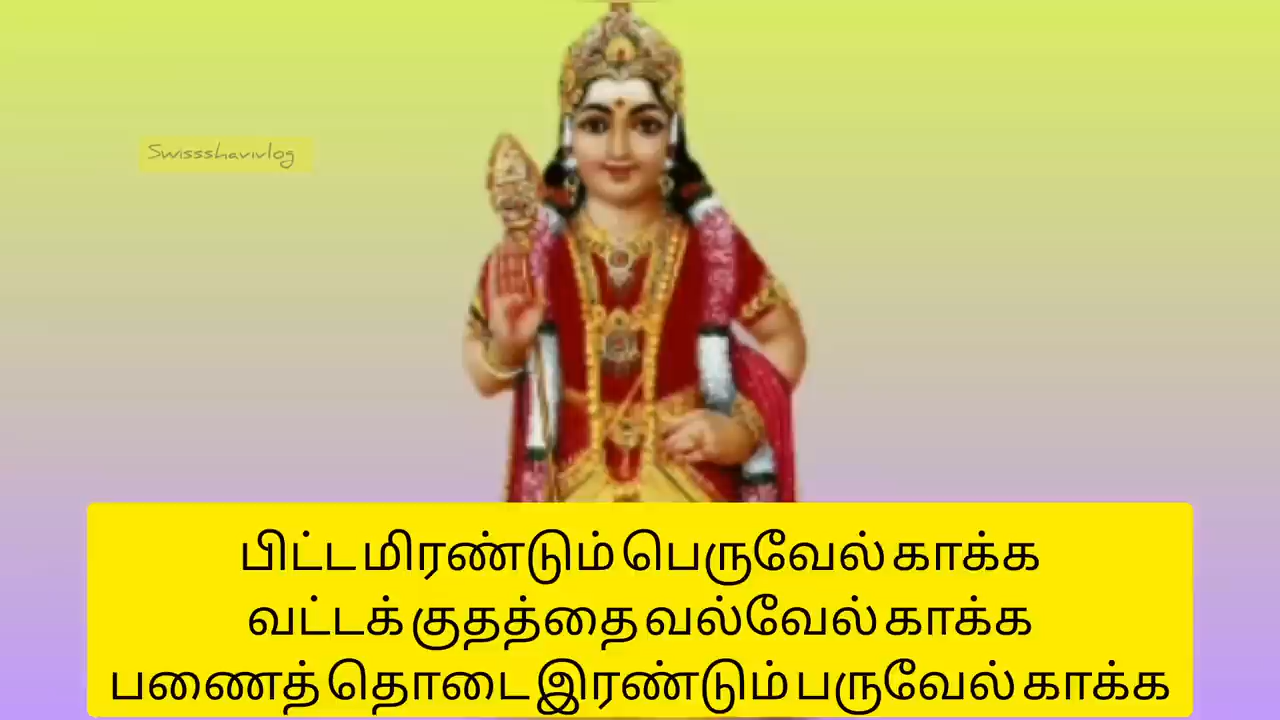 Swissshavivlog
பிட்டமிரண்டும் பெருவேல் காக்க
வட்டக் குதத்தை வல்வேல் காக்க
பணைத் தொடை இரண்டும் பருவேல் காக்க